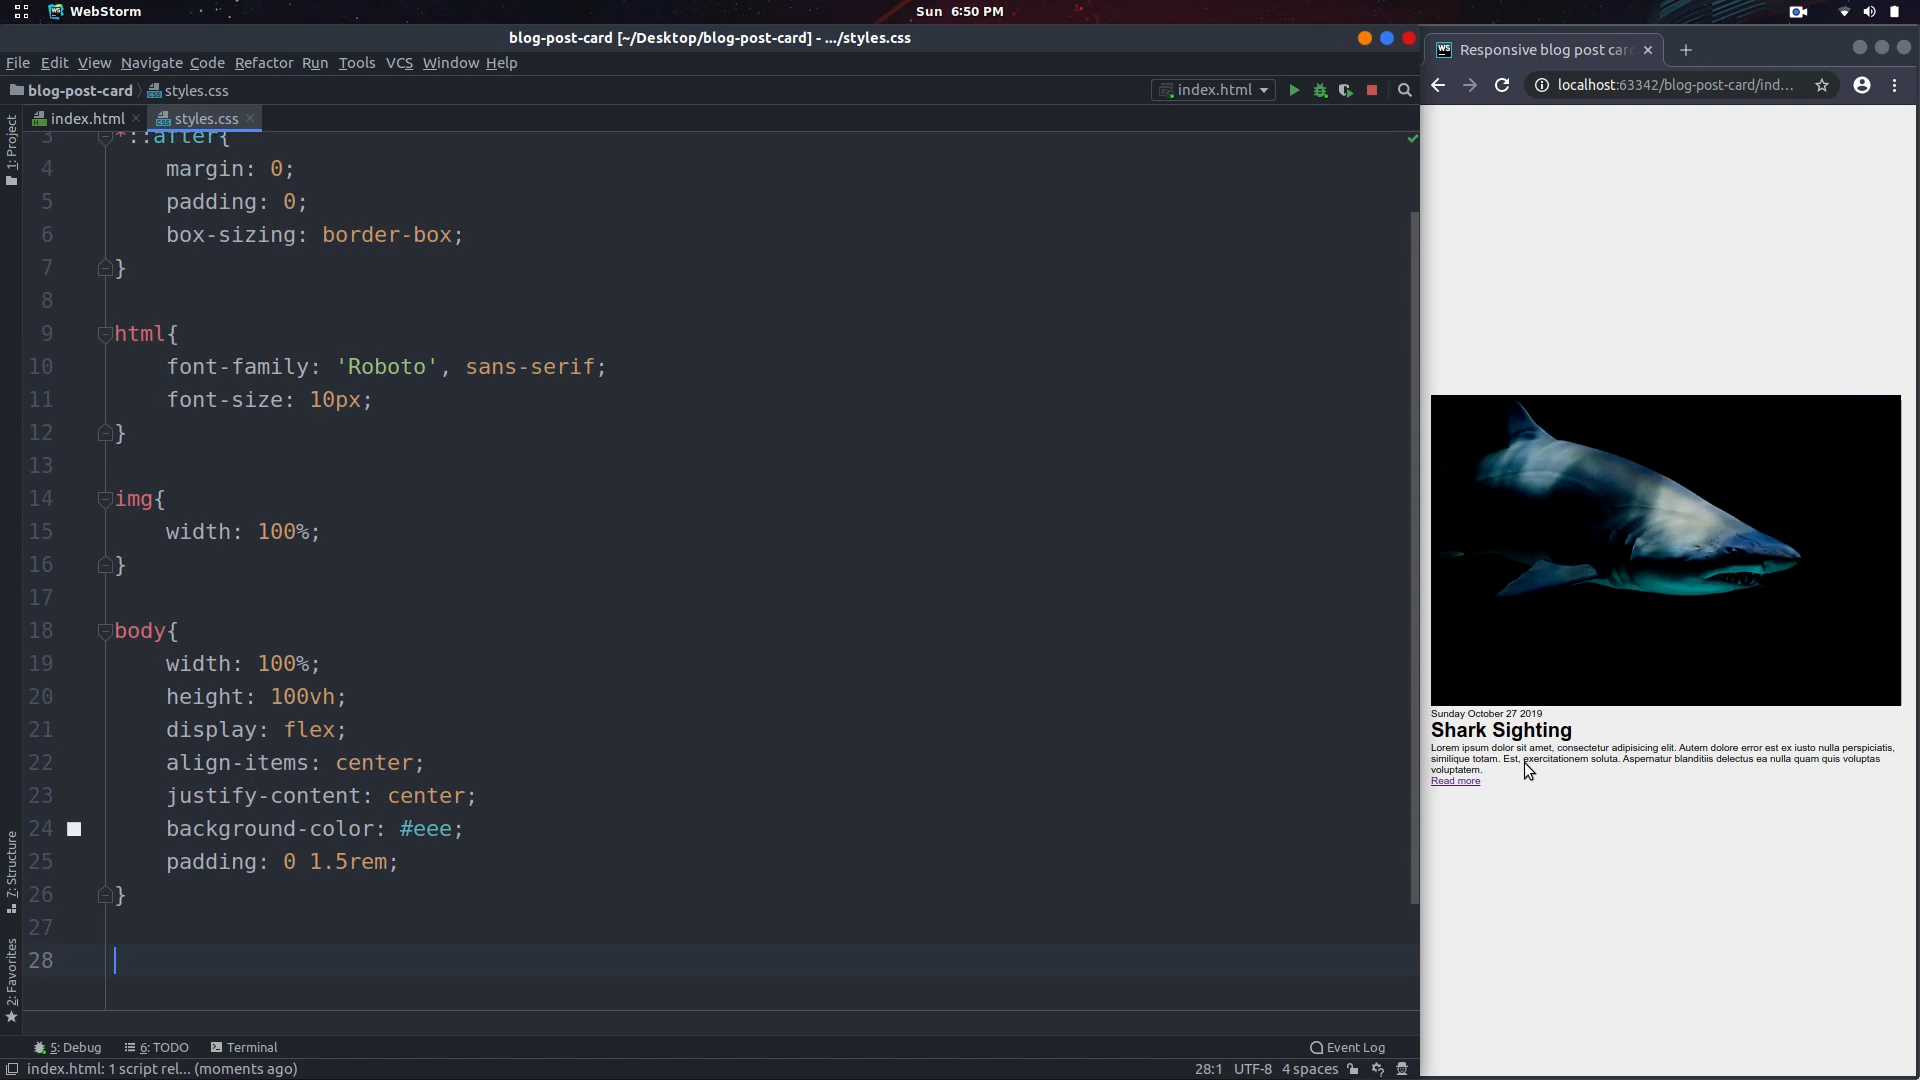 WebStorm
Sun 6:50 PM
blog-post-card [~/Desktop/blog-post-card] - .../styles.css
File Edit View Navigate Code Refactor Run Tools VCS Window Help
blog-post-card styles.css
index.html
index.html
styles.css
1: Project
7: Structure
2: Favorites
3 *::after{
4 margin: 0;
5 padding: 0;
6 box-sizing: border-box;
7 }
8
9 html{
10 font-family: 'Roboto', sans-serif;
11 font-size: 10px;
12 }
13
14 img{
15 width: 100%;
16 }
17
18 body{
19 width: 100%;
20 height: 100vh;
21 display: flex;
22 align-items: center;
23 justify-content: center;
24 background-color: #eee;
25 padding: 0 1.5rem;
26 }
27
28
5: Debug
6: TODO
Terminal
Event Log
index.html: 1 script rel... (moments ago)
28:1 UTF-8 4 spaces
Responsive blog post card
localhost:63342/blog-post-card/ind...
Sunday October 27 2019
Shark Sighting
Lorem ipsum dolor sit amet, consectetur adipisicing elit. Autem dolore error est ex iusto nulla perspiciatis,
similique totam. Est, exercitationem soluta. Aspernatur blanditiis delectus ea nulla quam quis voluptas
voluptatem.
Read more